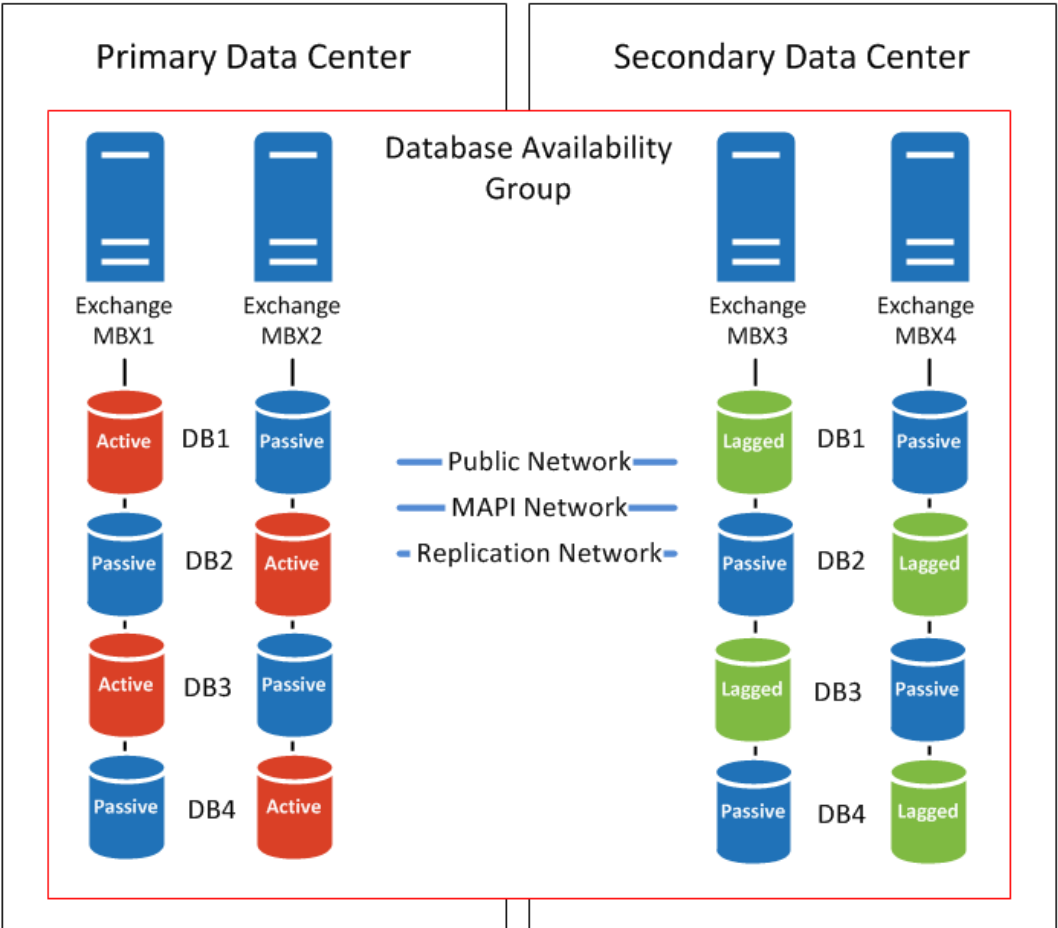 Primary Data Center
Secondary Data Center
Database Availability
Group
Exchange
MBX1
Exchange
MBX2
Exchange
MBX3
Exchange
MBX4
Active
DB1
Passive
Lagged
DB1
Passive
Public Network
MAPI Network
Replication Network
Passive
DB2
Active
Passive
DB2
Lagged
Active
DB3
Passive
Lagged
DB3
Passive
Passive
DB4
Active
Passive
DB4
Lagged